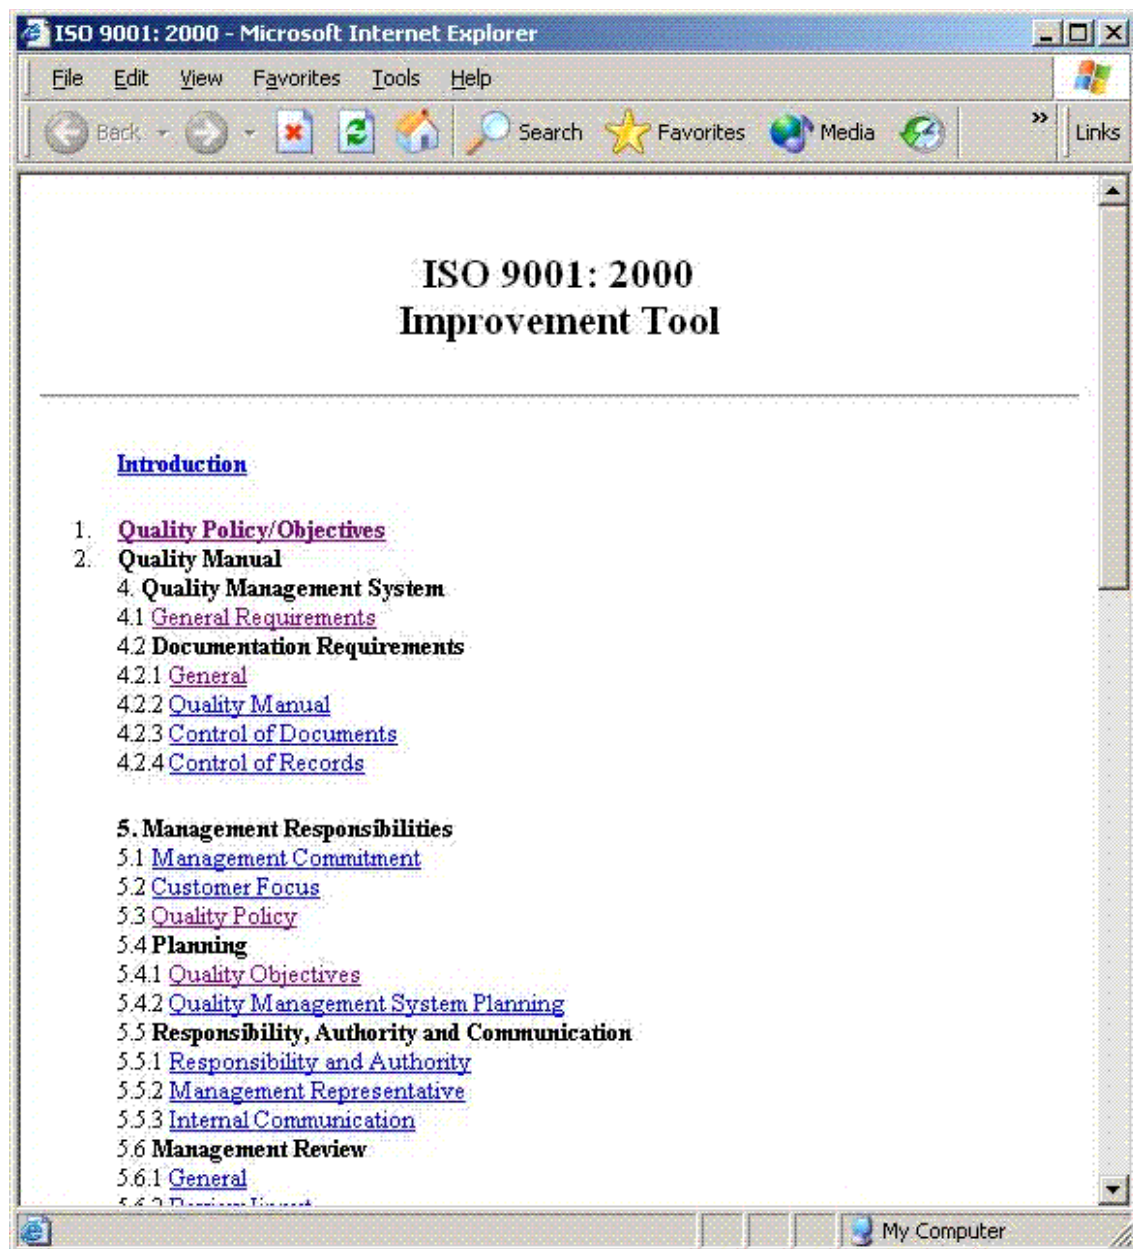 ISO 9001: 2000 - Microsoft Internet Explorer
File Edit View Favorites Tools Help
Back Search Favorites Media » Links
ISO 9001: 2000
Improvement Tool
Introduction
1. Quality Policy/Objectives
2. Quality Manual
4. Quality Management System
4.1 General Requirements
4.2 Documentation Requirements
4.2.1 General
4.2.2 Quality Manual
4.2.3 Control of Documents
4.2.4 Control of Records
5. Management Responsibilities
5.1 Management Commitment
5.2 Customer Focus
5.3 Quality Policy
5.4 Planning
5.4.1 Quality Objectives
5.4.2 Quality Management System Planning
5.5 Responsibility, Authority and Communication
5.5.1 Responsibility and Authority
5.5.2 Management Representative
5.5.3 Internal Communication
5.6 Management Review
5.6.1 General
My Computer